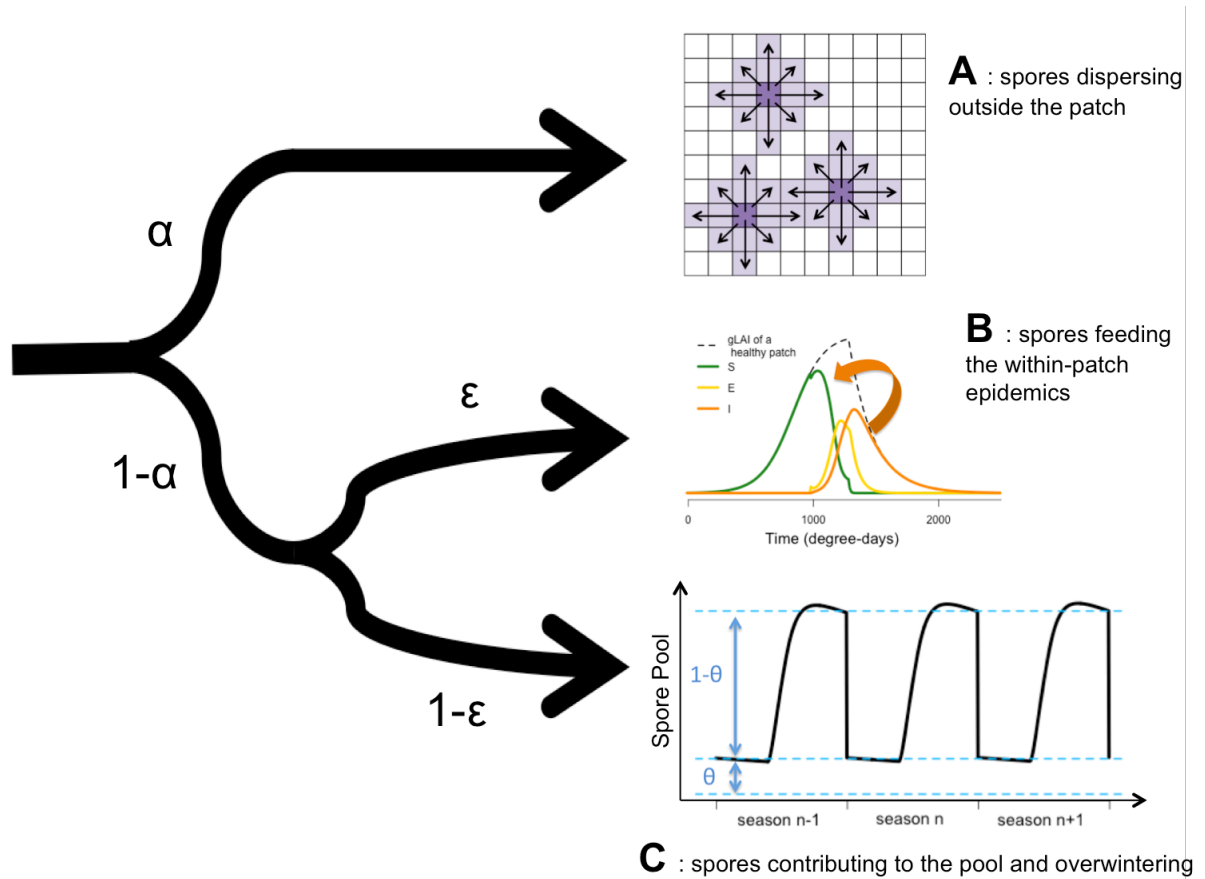 A : spores dispersing
outside the patch
α
1-α
ε
1-ε
B : spores feeding
the within-patch
epidemics
gLAI of a
healthy patch
S
E
I
0 1000 2000
Time (degree-days)
Spore Pool
1-θ
θ
season n-1 season n season n+1
C : spores contributing to the pool and overwintering